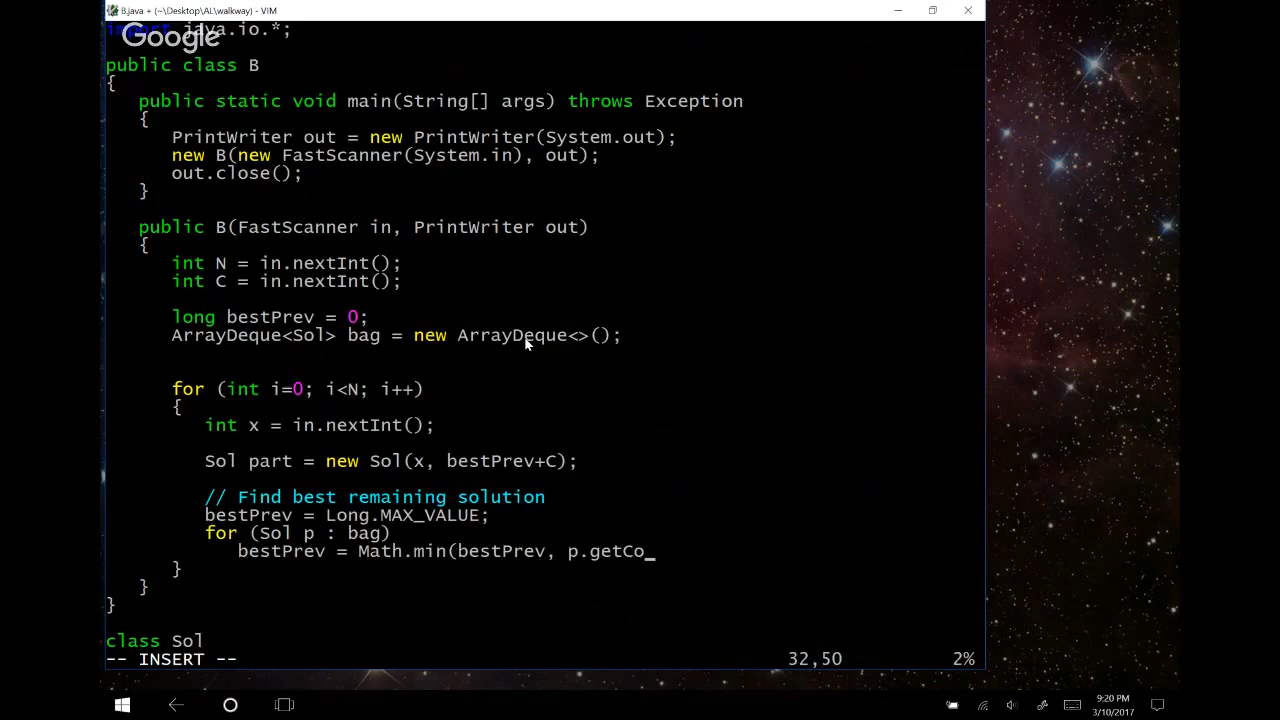 B.java + (~\Desktop\AL\walkway) - VIM
import java.io.*;
Google
public class B
{
public static void main(String[] args) throws Exception
{
PrintWriter out = new PrintWriter(System.out);
new B(new FastScanner(System.in), out);
out.close();
}
public B(FastScanner in, PrintWriter out)
{
int N = in.nextInt();
int C = in.nextInt();
long bestPrev = 0;
ArrayDeque<Sol> bag = new ArrayDeque<>();
for (int i=0; i<N; i++)
{
int x = in.nextInt();
Sol part = new Sol(x, bestPrev+C);
// Find best remaining solution
bestPrev = Long.MAX_VALUE;
for (Sol p : bag)
bestPrev = Math.min(bestPrev, p.getCo_
}
}
}
class Sol
-- INSERT -- 32,50 2%
9:20 PM
3/10/2017